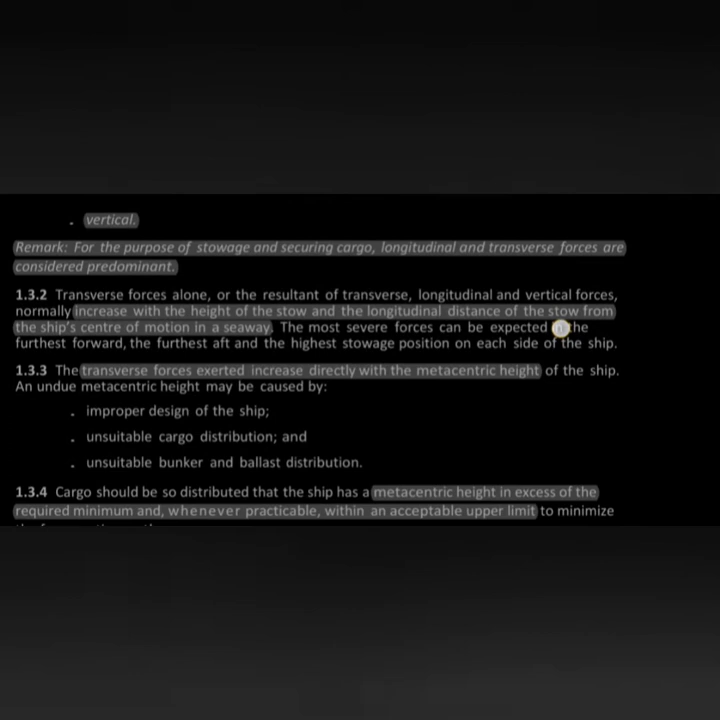 . vertical.
Remark: For the purpose of stowage and securing cargo, longitudinal and transverse forces are
considered predominant.
1.3.2 Transverse forces alone, or the resultant of transverse, longitudinal and vertical forces,
normally increase with the height of the stow and the longitudinal distance of the stow from
the ship's centre of motion in a seaway. The most severe forces can be expected the
furthest forward, the furthest aft and the highest stowage position on each side of the ship.
1.3.3 The transverse forces exerted increase directly with the metacentric height of the ship.
An undue metacentric height may be caused by:
. improper design of the ship;
. unsuitable cargo distribution; and
. unsuitable bunker and ballast distribution.
1.3.4 Cargo should be so distributed that the ship has a metacentric height in excess of the
required minimum and, whenever practicable, within an acceptable upper limit to minimize